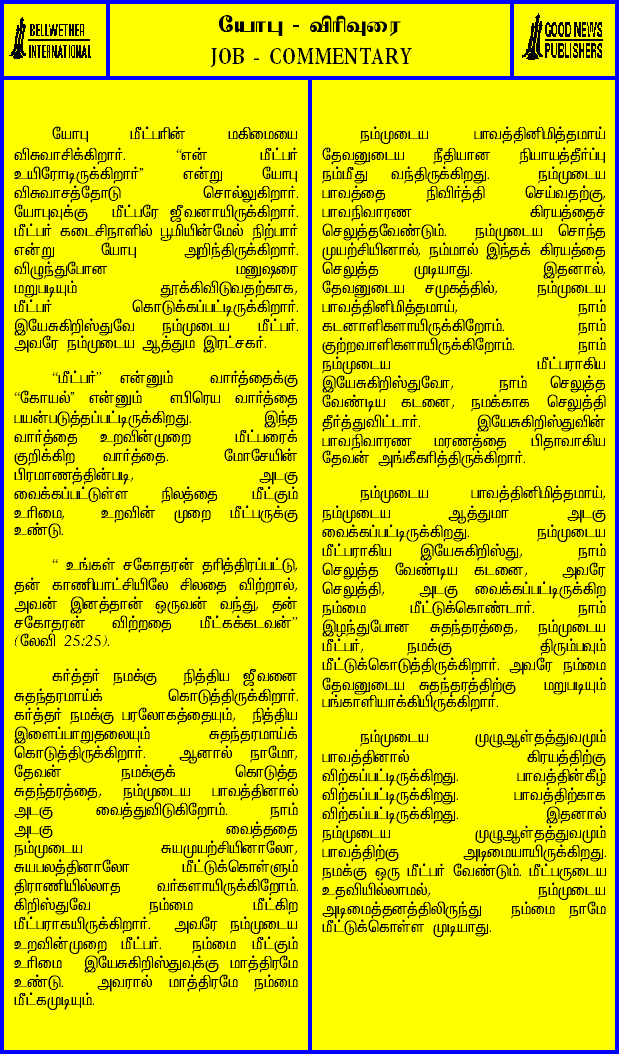 BELLWETHER
INTERNATIONAL
யோபு - விரிவுரை
JOB - COMMENTARY
GOOD NEWS
PUBLISHERS
யோபு மீட்பரின் மகிமையை
விசுவாசிக்கிறார். “என் மீட்பர்
உயிரோடிருக்கிறார்” என்று யோபு
விசுவாசத்தோடு சொல்லுகிறார்.
யோபுவுக்கு மீட்பரே ஜீவனாயிருக்கிறார்.
மீட்பர் கடைசிநாளில் பூமியின்மேல் நிற்பார்
என்று யோபு அறிந்திருக்கிறார்.
விழுந்துபோன மனுஷரை
மறுபடியும் தூக்கிவிடுவதற்காக,
மீட்பர் கொடுக்கப்பட்டிருக்கிறார்.
இயேசுகிறிஸ்துவே நம்முடைய மீட்பர்.
அவரே நம்முடைய ஆத்தும இரட்சகர்.
“மீட்பர்” என்னும் வார்த்தைக்கு
“கோயல்” என்னும் எபிரெய வார்த்தை
பயன்படுத்தப்பட்டிருக்கிறது. இந்த
வார்த்தை உறவின்முறை மீட்பரைக்
குறிக்கிற வார்த்தை. மோசேயின்
பிரமாணத்தின்படி, அடகு
வைக்கப்பட்டுள்ள நிலத்தை மீட்கும்
உரிமை, உறவின் முறை மீட்பருக்கு
உண்டு.
“ உங்கள் சகோதரன் தரித்திரப்பட்டு,
தன் காணியாட்சியிலே சிலதை விற்றால்,
அவன் இனத்தான் ஒருவன் வந்து, தன்
சகோதரன் விற்றதை மீட்கக்கடவன்”
(லேவி 25:25).
கர்த்தர் நமக்கு நித்திய ஜீவனை
சுதந்தரமாய்க் கொடுத்திருக்கிறார்.
கர்த்தர் நமக்கு பரலோகத்தையும், நித்திய
இளைப்பாறுதலையும் சுதந்தரமாய்க்
கொடுத்திருக்கிறார். ஆனால் நாமோ,
தேவன் நமக்குக் கொடுத்த
சுதந்தரத்தை, நம்முடைய பாவத்தினால்
அடகு வைத்துவிடுகிறோம். நாம்
அடகு வைத்ததை
நம்முடைய சுயமுயற்சியினாலோ,
சுயபலத்தினாலோ மீட்டுக்கொள்ளும்
திராணியில்லாத வர்களாயிருக்கிறோம்.
கிறிஸ்துவே நம்மை மீட்கிற
மீட்பராகயிருக்கிறார். அவரே நம்முடைய
உறவின்முறை மீட்பர். நம்மை மீட்கும்
உரிமை இயேசுகிறிஸ்துவுக்கு மாத்திரமே
உண்டு. அவரால் மாத்திரமே நம்மை
மீட்கமுடியும்.
நம்முடைய பாவத்தினிமித்தமாய்
தேவனுடைய நீதியான நியாயத்தீர்ப்பு
நம்மீது வந்திருக்கிறது. நம்முடைய
பாவத்தை நிவிர்த்தி செய்வதற்கு,
பாவநிவாரண கிரயத்தைச்
செலுத்தவேண்டும். நம்முடைய சொந்த
முயற்சியினால், நம்மால் இந்தக் கிரயத்தை
செலுத்த முடியாது. இதனால்,
தேவனுடைய சமுகத்தில், நம்முடைய
பாவத்தினிமித்தமாய், நாம்
கடனாளிகளாயிருக்கிறோம். நாம்
குற்றவாளிகளாயிருக்கிறோம். நாம்
நம்முடைய மீட்பராகிய
இயேசுகிறிஸ்துவோ, நாம் செலுத்த
வேண்டிய கடனை, நமக்காக செலுத்தி
தீர்த்துவிட்டார். இயேசுகிறிஸ்துவின்
பாவநிவாரண மரணத்தை பிதாவாகிய
தேவன் அங்கீகரித்திருக்கிறார்.
நம்முடைய பாவத்தினிமித்தமாய்,
நம்முடைய ஆத்துமா அடகு
வைக்கப்பட்டிருக்கிறது. நம்முடைய
மீட்பராகிய இயேசுகிறிஸ்து, நாம்
செலுத்த வேண்டிய கடனை, அவரே
செலுத்தி, அடகு வைக்கப்பட்டிருக்கிற
நம்மை மீட்டுக்கொண்டார். நாம்
இழந்துபோன சுதந்தரத்தை, நம்முடைய
மீட்பர், நமக்கு திரும்பவும்
மீட்டுக்கொடுத்திருக்கிறார். அவரே நம்மை
தேவனுடைய சுதந்தரத்திற்கு மறுபடியும்
பங்காளியாக்கியிருக்கிறார்.
நம்முடைய முழுஆள்தத்துவமும்
பாவத்தினால் கிரயத்திற்கு
விற்கப்பட்டிருக்கிறது. பாவத்தின்கீழ்
விற்கப்பட்டிருக்கிறது. பாவத்திற்காக
விற்கப்பட்டிருக்கிறது. இதனால்
நம்முடைய முழுஆள்தத்துவமும்
பாவத்திற்கு அடிமையாயிருக்கிறது.
நமக்கு ஒரு மீட்பர் வேண்டும். மீட்பருடைய
உதவியில்லாமல், நம்முடைய
அடிமைத்தனத்திலிருந்து நம்மை நாமே
மீட்டுக்கொள்ள முடியாது.